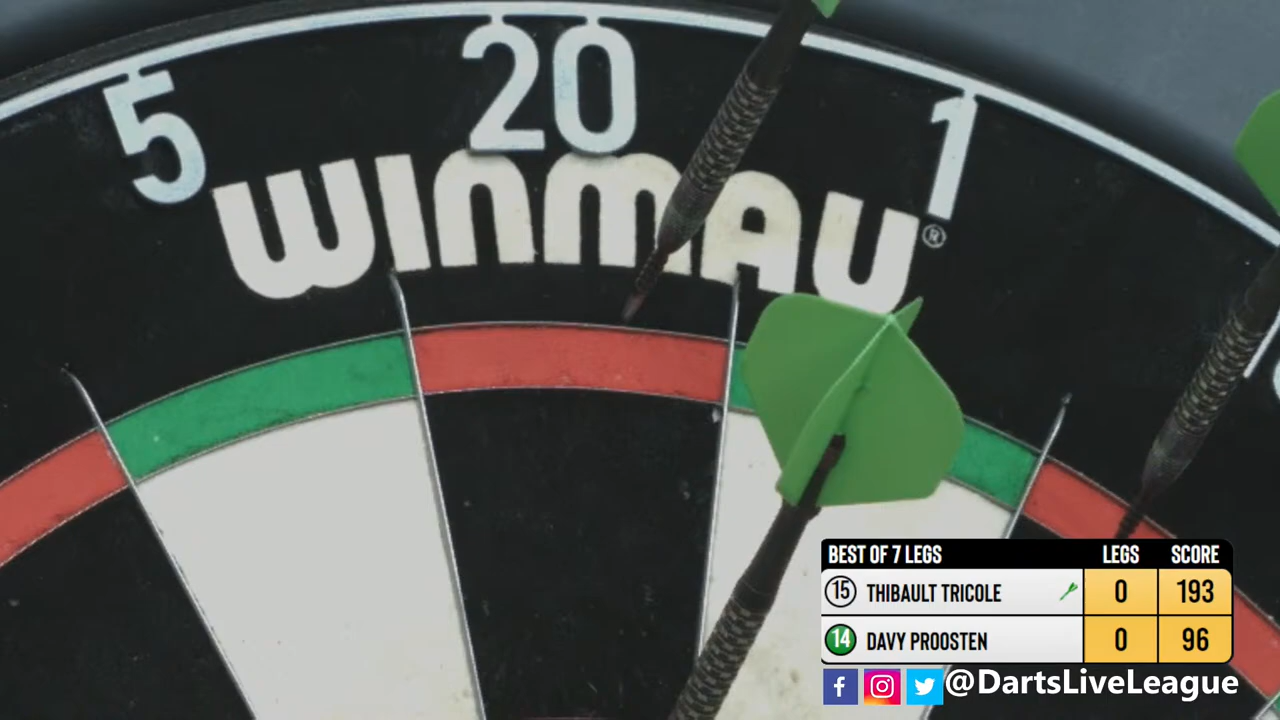 5 20 1
WINMAU®
BEST OF 7 LEGS LEGS SCORE
15 THIBAULT TRICOLE 0 193
14 DAVY PROOSTEN 0 96
@DartsLiveLeague